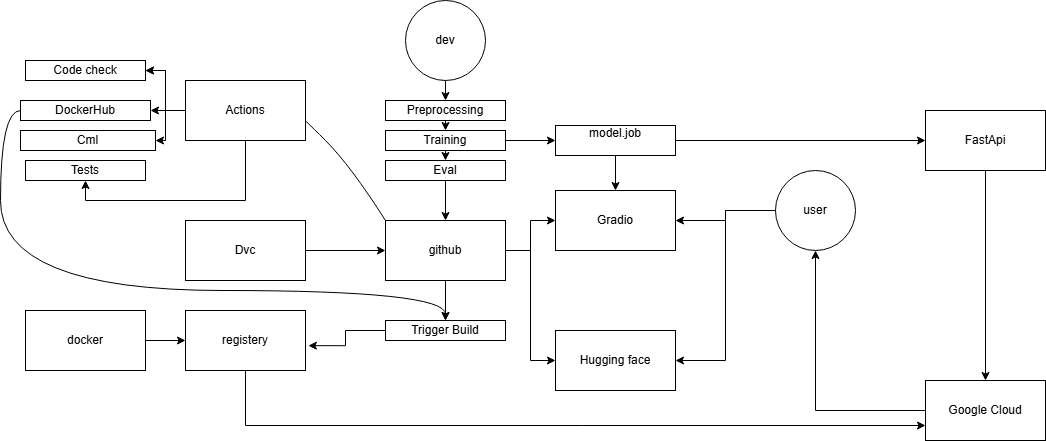 dev
Code check
DockerHub
Actions
Preprocessing
Cml
Training
model.job
FastApi
Tests
Eval
Gradio
user
Dvc
github
docker
registery
Trigger Build
Hugging face
Google Cloud